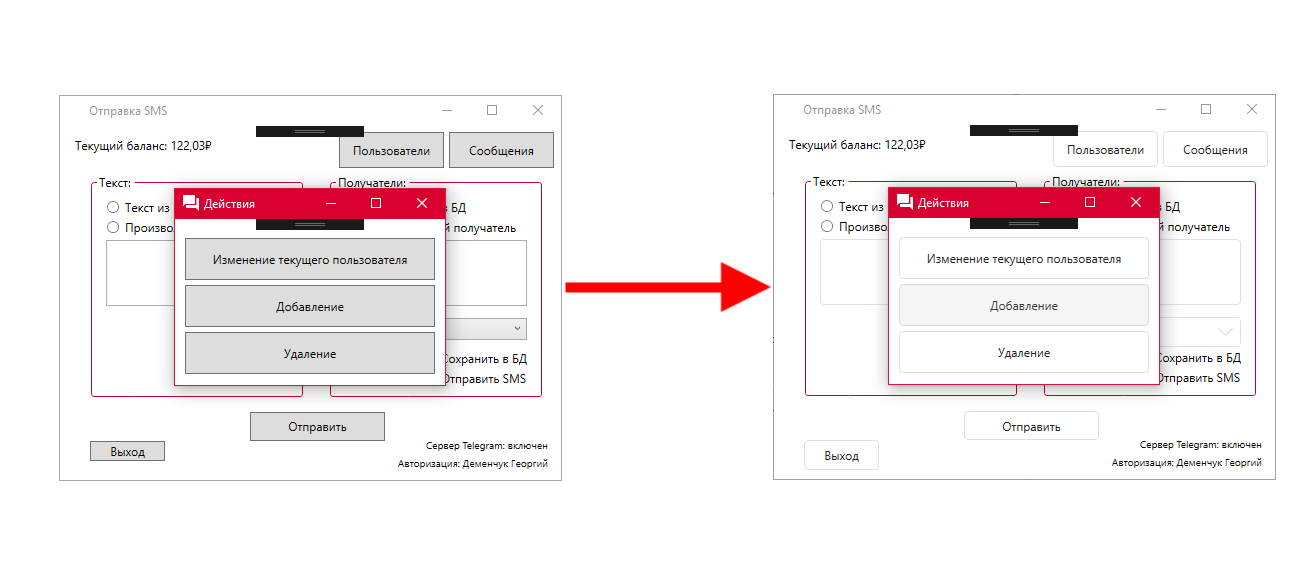 Отправка SMS
Текущий баланс: 122,03₽
Пользователи
Сообщения
Текст:
Получатели:
Действия
Текст из
в БД
Произво
й получатель
Изменение текущего пользователя
Добавление
Удаление
Сохранить в БД
Отправить SMS
Отправить
Выход
Сервер Telegram: включен
Авторизация: Деменчук Георгий
Отправка SMS
Текущий баланс: 122,03₽
Пользователи
Сообщения
Текст:
Получатели:
Действия
Текст из
в БД
Произво
й получатель
Изменение текущего пользователя
Добавление
Удаление
Сохранить в БД
Отправить SMS
Отправить
Выход
Сервер Telegram: включен
Авторизация: Деменчук Георгий